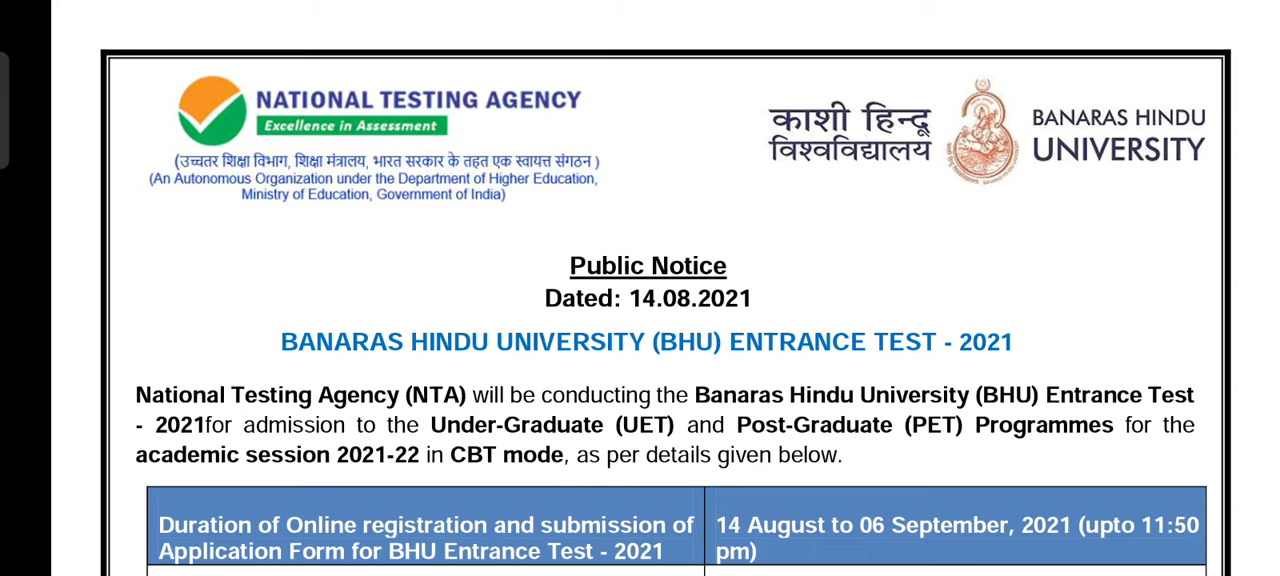 NATIONAL TESTING AGENCY
Excellence in Assessment
(उच्चतर शिक्षा विभाग, शिक्षा मंत्रालय, भारत सरकार के तहत एक स्वायत्त संगठन )
(An Autonomous Organization under the Department of Higher Education,
Ministry of Education, Government of India)
काशी हिन्दू
विश्वविद्यालय
BANARAS HINDU
UNIVERSITY
Public Notice
Dated: 14.08.2021
BANARAS HINDU UNIVERSITY (BHU) ENTRANCE TEST - 2021
National Testing Agency (NTA) will be conducting the Banaras Hindu University (BHU) Entrance Test
- 2021for admission to the Under-Graduate (UET) and Post-Graduate (PET) Programmes for the
academic session 2021-22 in CBT mode, as per details given below.
Duration of Online registration and submission of
Application Form for BHU Entrance Test - 2021
14 August to 06 September, 2021 (upto 11:50
pm)